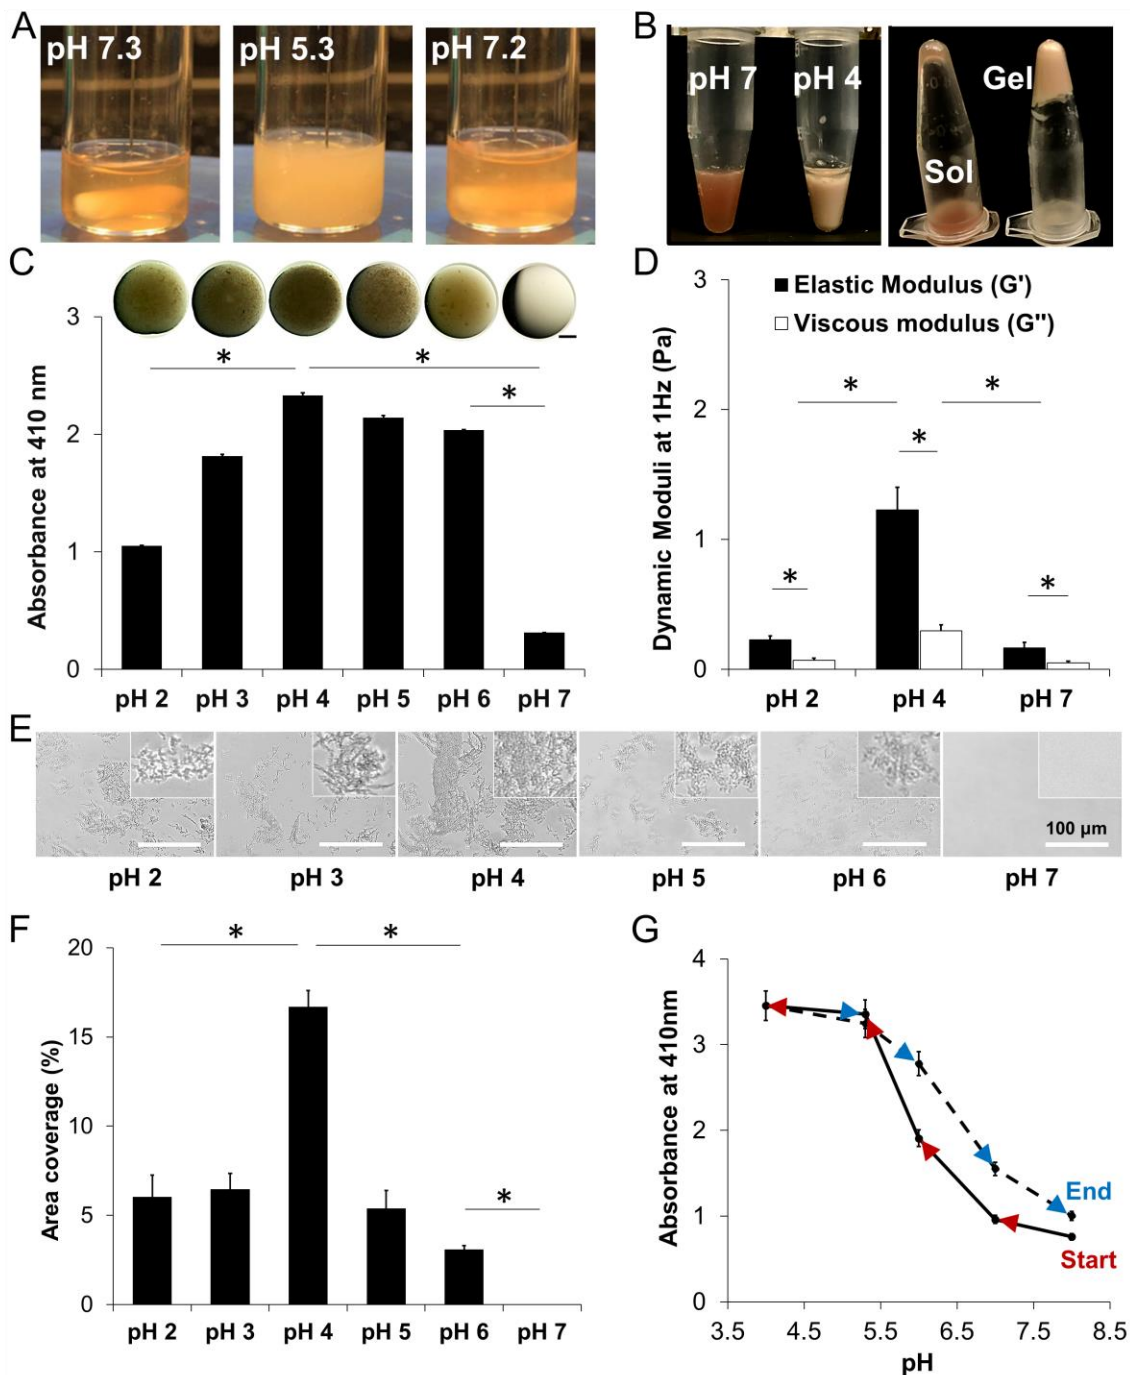 A
pH 7.3
pH 5.3
pH 7.2
B
pH 7
pH 4
Sol
Gel
C
Absorbance at 410 nm
3
2
1
0
*
*
*
pH 2
pH 3
pH 4
pH 5
pH 6
pH 7
D
Dynamic Moduli at 1Hz (Pa)
3
2
1
0
Elastic Modulus (G')
Viscous modulus (G'')
*
*
*
*
*
pH 2
pH 4
pH 7
E
100 µm
pH 2
pH 3
pH 4
pH 5
pH 6
pH 7
F
Area coverage (%)
20
15
10
5
0
*
*
*
pH 2
pH 3
pH 4
pH 5
pH 6
pH 7
G
Absorbance at 410nm
4
3
2
1
0
End
Start
3.5
4.5
5.5
6.5
7.5
8.5
pH